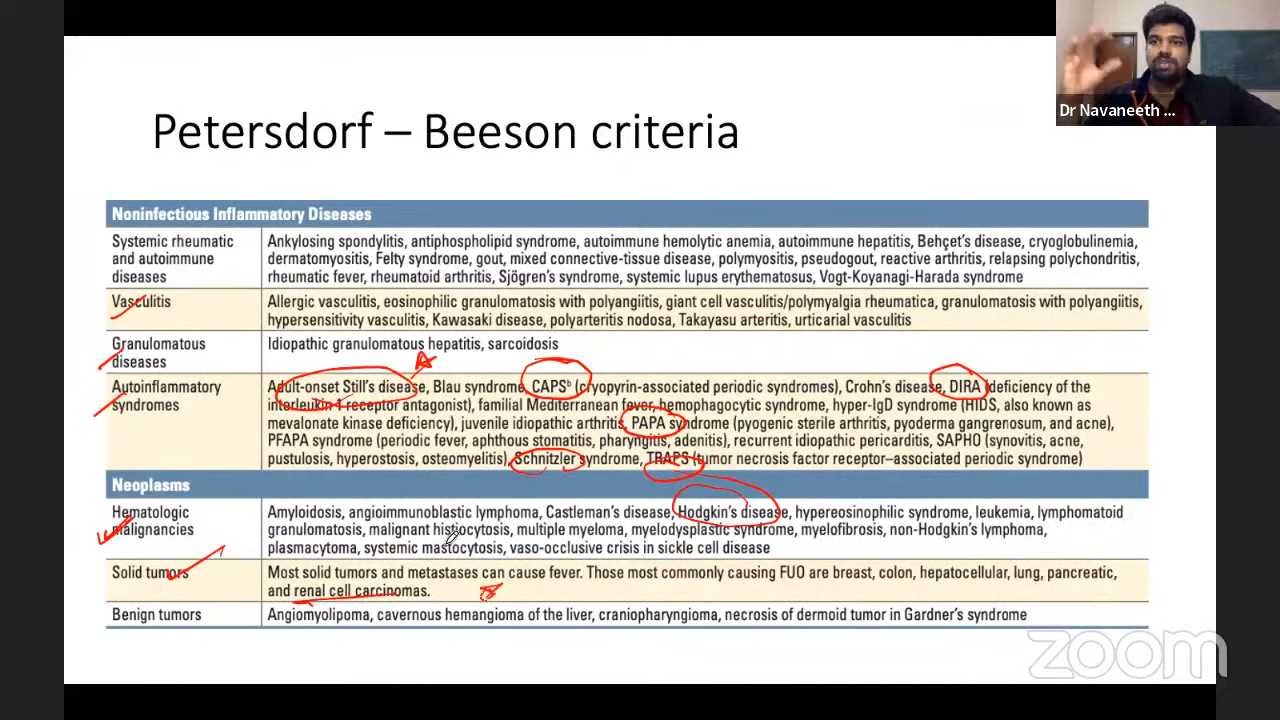 Dr Navaneeth ...
Petersdorf – Beeson criteria
Noninfectious Inflammatory Diseases
Systemic rheumatic and autoimmune diseases
Ankylosing spondylitis, antiphospholipid syndrome, autoimmune hemolytic anemia, autoimmune hepatitis, Behçet's disease, cryoglobulinemia,
dermatomyositis, Felty syndrome, gout, mixed connective-tissue disease, polymyositis, pseudogout, reactive arthritis, relapsing polychondritis,
rheumatic fever, rheumatoid arthritis, Sjögren's syndrome, systemic lupus erythematosus, Vogt-Koyanagi-Harada syndrome
Vasculitis
Allergic vasculitis, eosinophilic granulomatosis with polyangiitis, giant cell vasculitis/polymyalgia rheumatica, granulomatosis with polyangiitis,
hypersensitivity vasculitis, Kawasaki disease, polyarteritis nodosa, Takayasu arteritis, urticarial vasculitis
Granulomatous
diseases
Idiopathic granulomatous hepatitis, sarcoidosis
Autoinflammatory
syndromes
Adult-onset Still's disease, Blau syndrome, CAPSᵇ (cryopyrin-associated periodic syndromes), Crohn's disease, DIRA (deficiency of the
interleukin 1 receptor antagonist), familial Mediterranean fever, hemophagocytic syndrome, hyper-IgD syndrome (HIDS, also known as
mevalonate kinase deficiency), juvenile idiopathic arthritis, PAPA syndrome (pyogenic sterile arthritis, pyoderma gangrenosum, and acne),
PFAPA syndrome (periodic fever, aphthous stomatitis, pharyngitis, adenitis), recurrent idiopathic pericarditis, SAPHO (synovitis, acne,
pustulosis, hyperostosis, osteomyelitis), Schnitzler syndrome, TRAPS (tumor necrosis factor receptor–associated periodic syndrome)
Neoplasms
Hematologic
malignancies
Amyloidosis, angioimmunoblastic lymphoma, Castleman's disease, Hodgkin's disease, hypereosinophilic syndrome, leukemia, lymphomatoid
granulomatosis, malignant histiocytosis, multiple myeloma, myelodysplastic syndrome, myelofibrosis, non-Hodgkin's lymphoma,
plasmacytoma, systemic mastocytosis, vaso-occlusive crisis in sickle cell disease
Solid tumors
Most solid tumors and metastases can cause fever. Those most commonly causing FUO are breast, colon, hepatocellular, lung, pancreatic,
and renal cell carcinomas.
Benign tumors
Angiomyolipoma, cavernous hemangioma of the liver, craniopharyngioma, necrosis of dermoid tumor in Gardner's syndrome
zoom